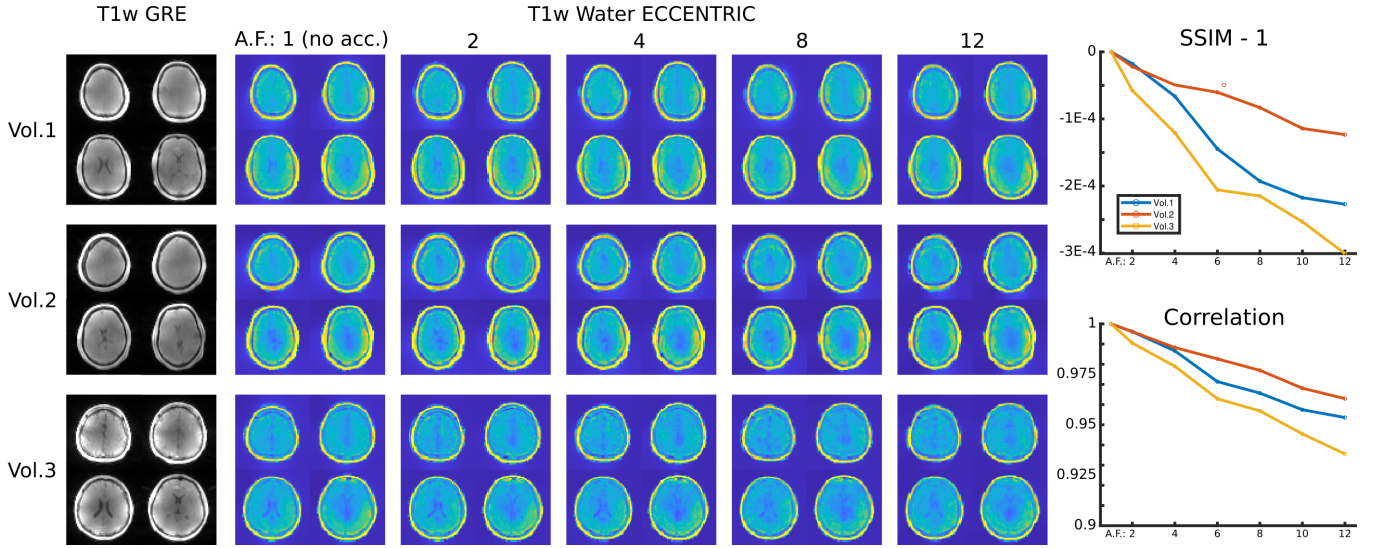 T1w GRE
T1w Water ECCENTRIC
A.F.: 1 (no acc.)
2
4
8
12
Vol.1
Vol.2
Vol.3
SSIM - 1
0
-1E-4
-2E-4
-3E-4
Vol.1
Vol.2
Vol.3
A.F.: 2
4
6
8
10
12
Correlation
1
0.975
0.95
0.925
0.9
A.F.: 2
4
6
8
10
12